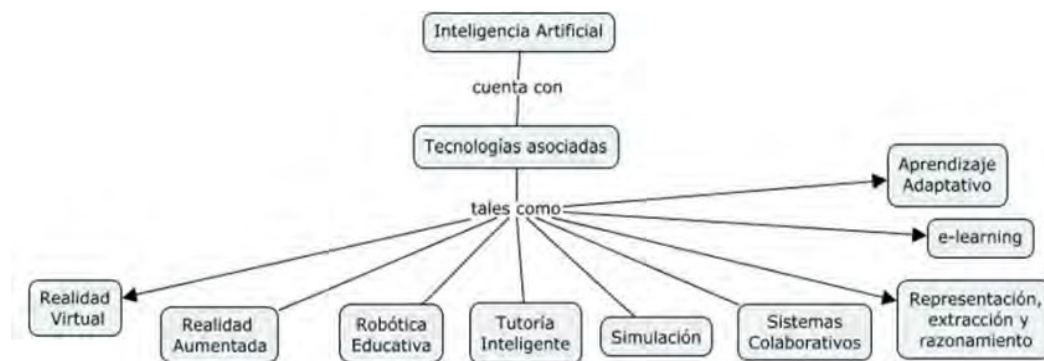 Inteligencia Artificial
cuenta con
Tecnologías asociadas
tales como
Aprendizaje
Adaptativo
e-learning
Realidad
Virtual
Realidad
Aumentada
Robótica
Educativa
Tutoría
Inteligente
Simulación
Sistemas
Colaborativos
Representación,
extracción y
razonamiento